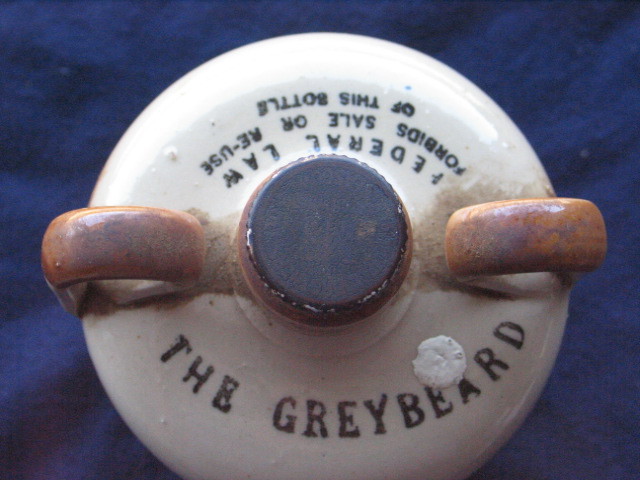 FEDERAL LAW
FORBIDS SALE OR RE-USE
OF THIS BOTTLE
THE GREYBEARD